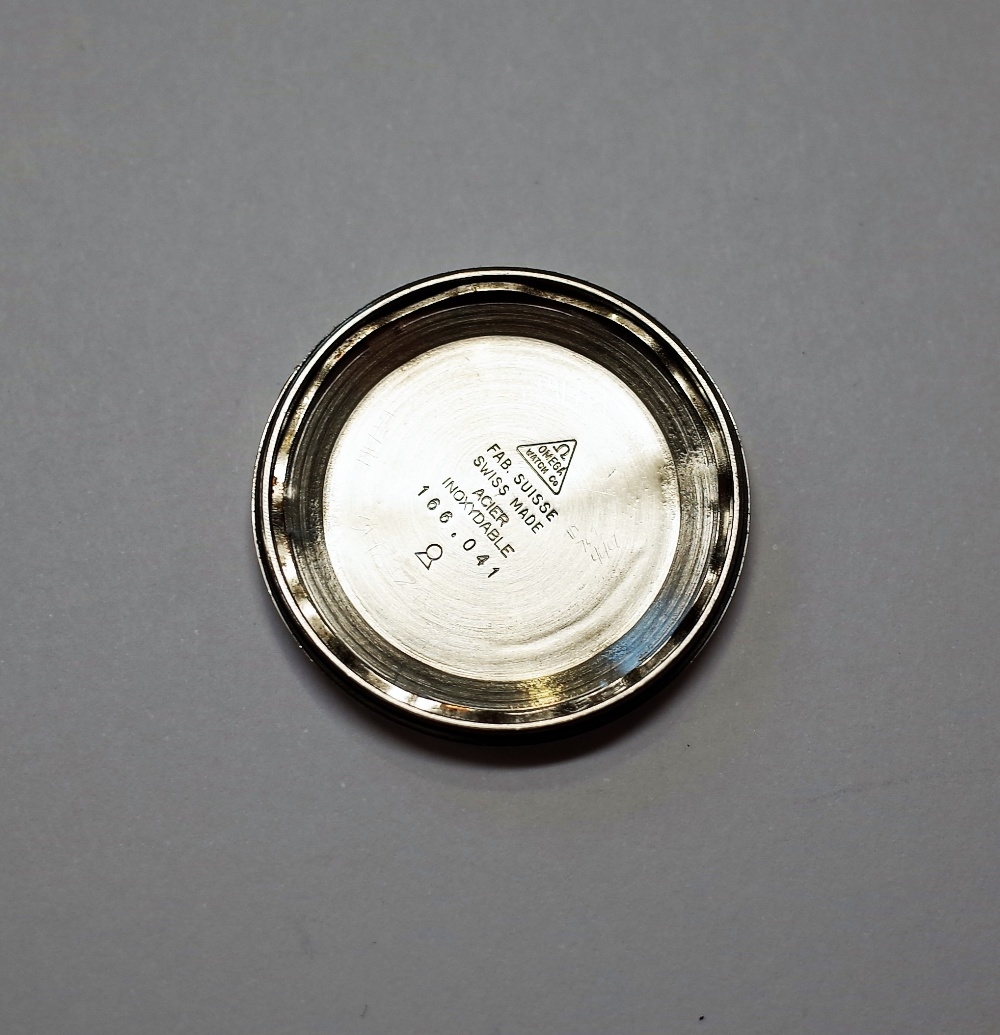 Ω
OMEGA
WATCH Co
FAB. SUISSE
SWISS MADE
ACIER
INOXYDABLE
166.041